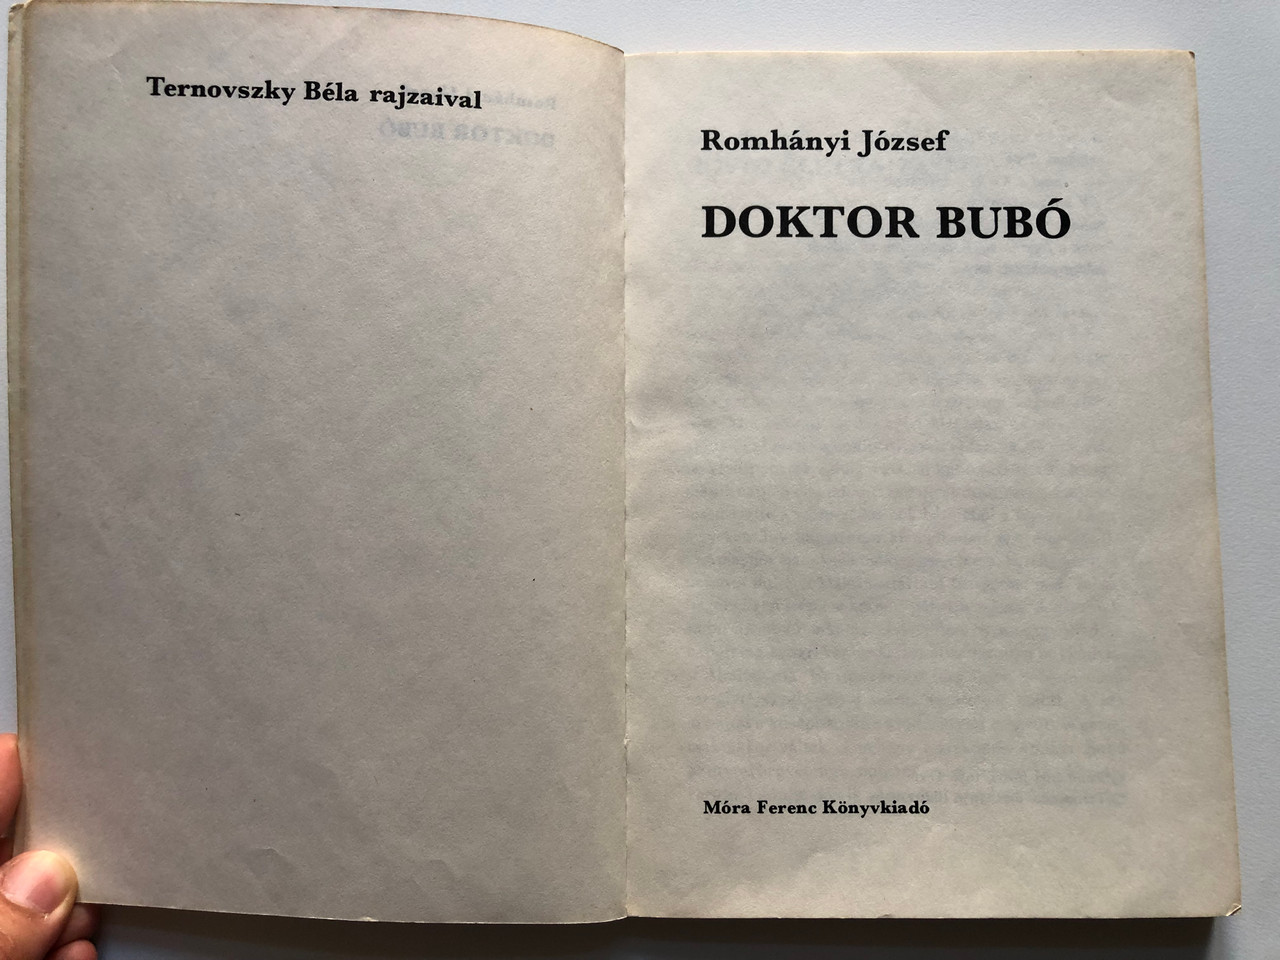 Ternovszky Béla rajzaival
Romhányi József
DOKTOR BUBÓ
Móra Ferenc Könyvkiadó